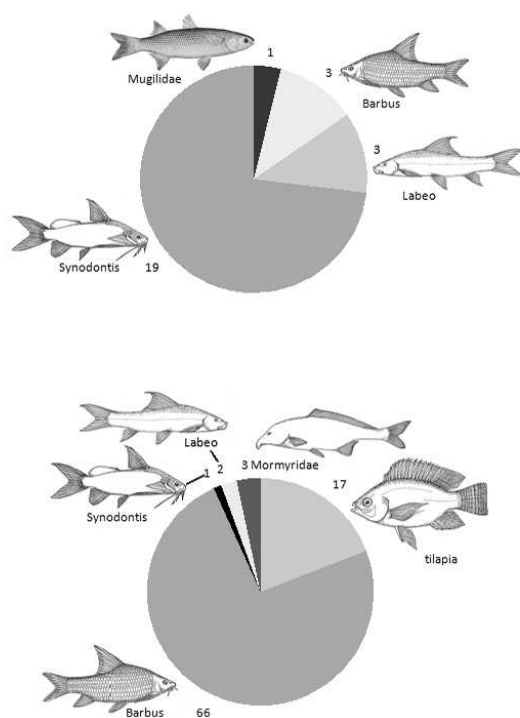 1
Mugilidae
3
Barbus
3
Labeo
Synodontis 19
Labeo
1 2 3 Mormyridae
17
Synodontis
tilapia
Barbus 66